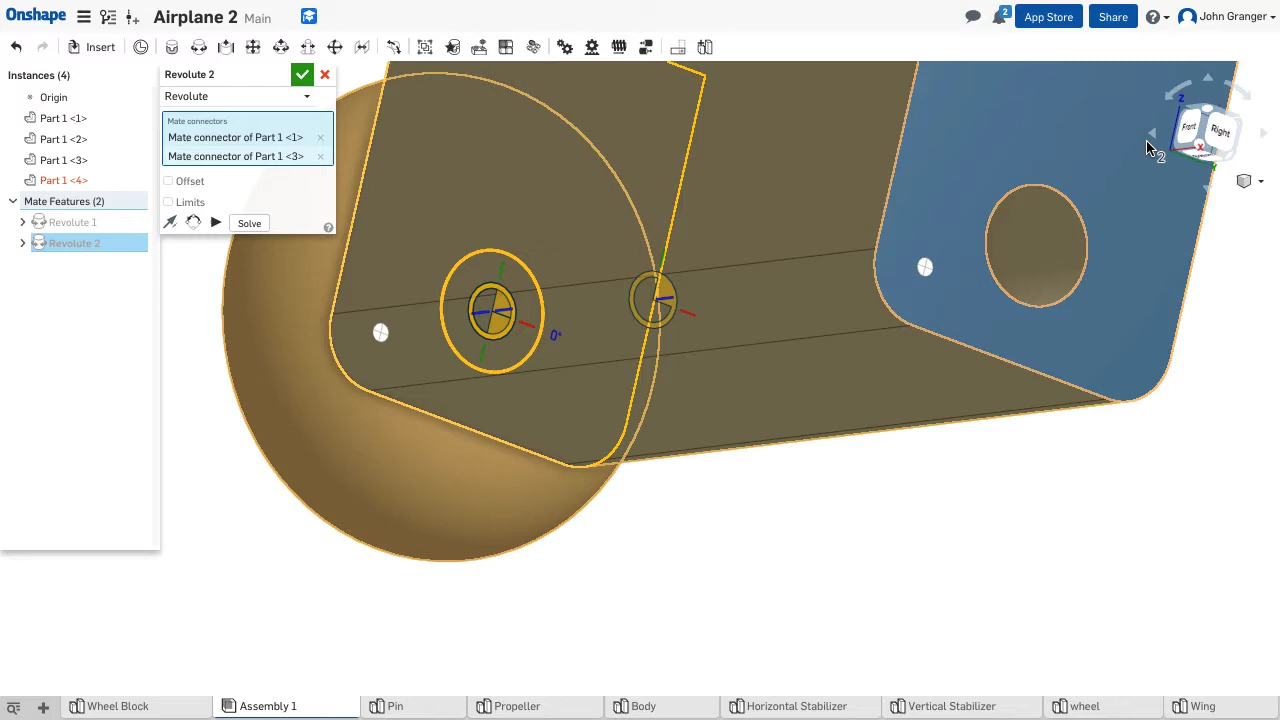 Onshape
Airplane 2 Main
2
App Store
Share
John Granger
Insert
Instances (4)
Origin
Part 1 <1>
Part 1 <2>
Part 1 <3>
Part 1 <4>
Mate Features (2)
Revolute 1
Revolute 2
Revolute 2
Revolute
Mate connectors
Mate connector of Part 1 <1>
Mate connector of Part 1 <3>
Offset
Limits
Solve
0°
Z
Front
Right
X
Y
2
Wheel Block
Assembly 1
Pin
Propeller
Body
Horizontal Stabilizer
Vertical Stabilizer
wheel
Wing